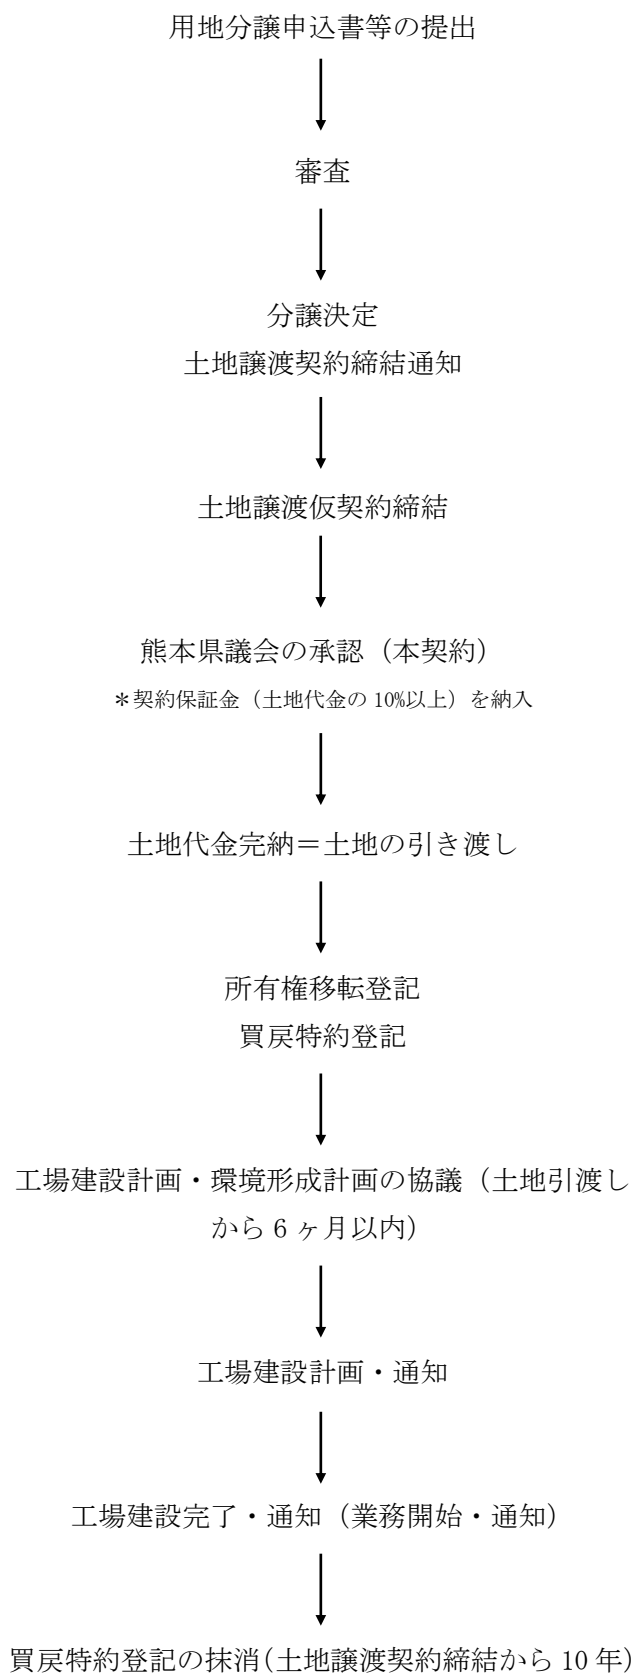 用地分譲申込書等の提出
審査
分譲決定
土地譲渡契約締結通知
土地譲渡仮契約締結
熊本県議会の承認（本契約）
＊契約保証金（土地代金の 10%以上）を納入
土地代金完納＝土地の引き渡し
所有権移転登記
買戻特約登記
工場建設計画・環境形成計画の協議（土地引渡し
から 6 ヶ月以内）
工場建設計画・通知
工場建設完了・通知（業務開始・通知）
買戻特約登記の抹消(土地譲渡契約締結から 10 年)